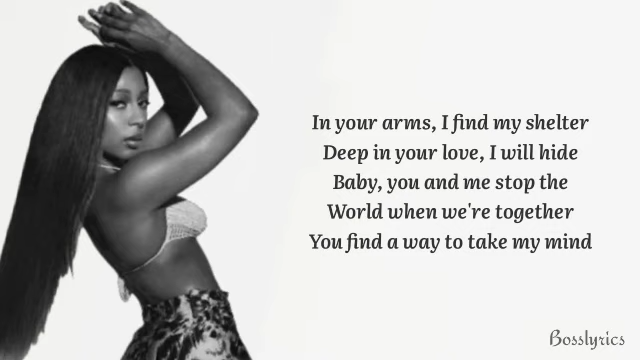 In your arms, I find my shelter
Deep in your love, I will hide
Baby, you and me stop the
World when we're together
You find a way to take my mind
Bosslyrics